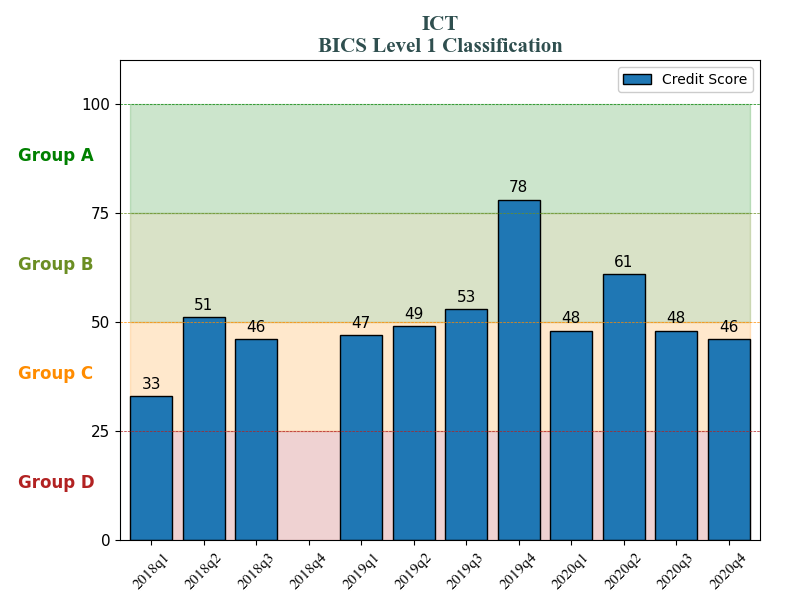 ICT
BICS Level 1 Classification
Credit Score
100
75
50
25
0
Group A
Group B
Group C
Group D
33
51
46
47
49
53
78
48
61
48
46
2018q1
2018q2
2018q3
2018q4
2019q1
2019q2
2019q3
2019q4
2020q1
2020q2
2020q3
2020q4